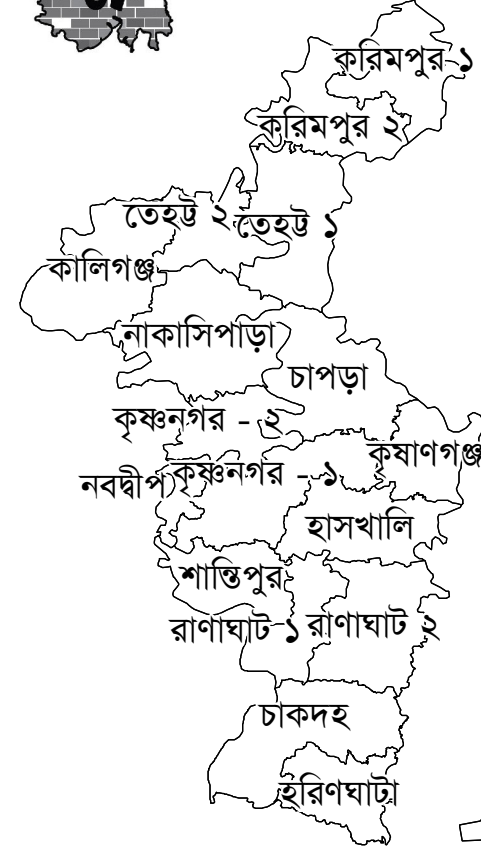 করিমপুর ১
করিমপুর ২
তেহট্ট ২
তেহট্ট ১
কালিগঞ্জ
নাকাসিপাড়া
চাপড়া
কৃষ্ণনগর - ২
কৃষাণগঞ্জ
নবদ্বীপ
কৃষ্ণনগর - ১
হাসখালি
শান্তিপুর
রাণাঘাট ১
রাণাঘাট ২
চাকদহ
হরিণঘাটা